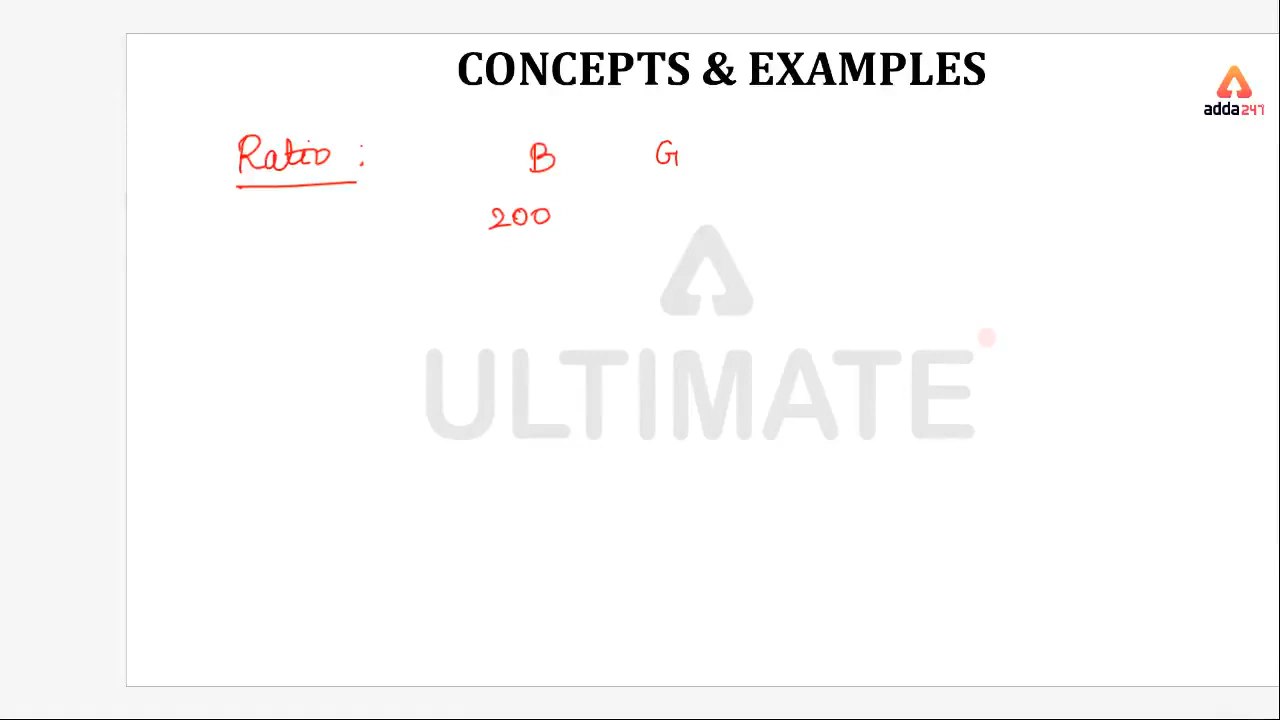 CONCEPTS & EXAMPLES
adda247
Ratio : B G
200
ULTIMATE